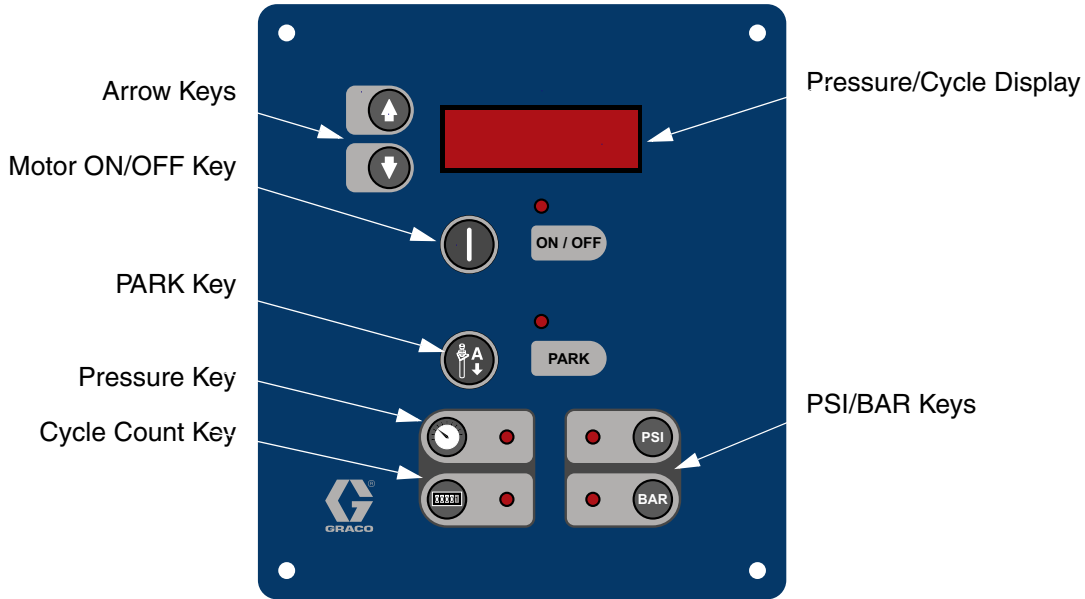 Arrow Keys
Motor ON/OFF Key
PARK Key
Pressure Key
Cycle Count Key
Pressure/Cycle Display
PSI/BAR Keys
ON / OFF
A
PARK
PSI
BAR
GRACO
®